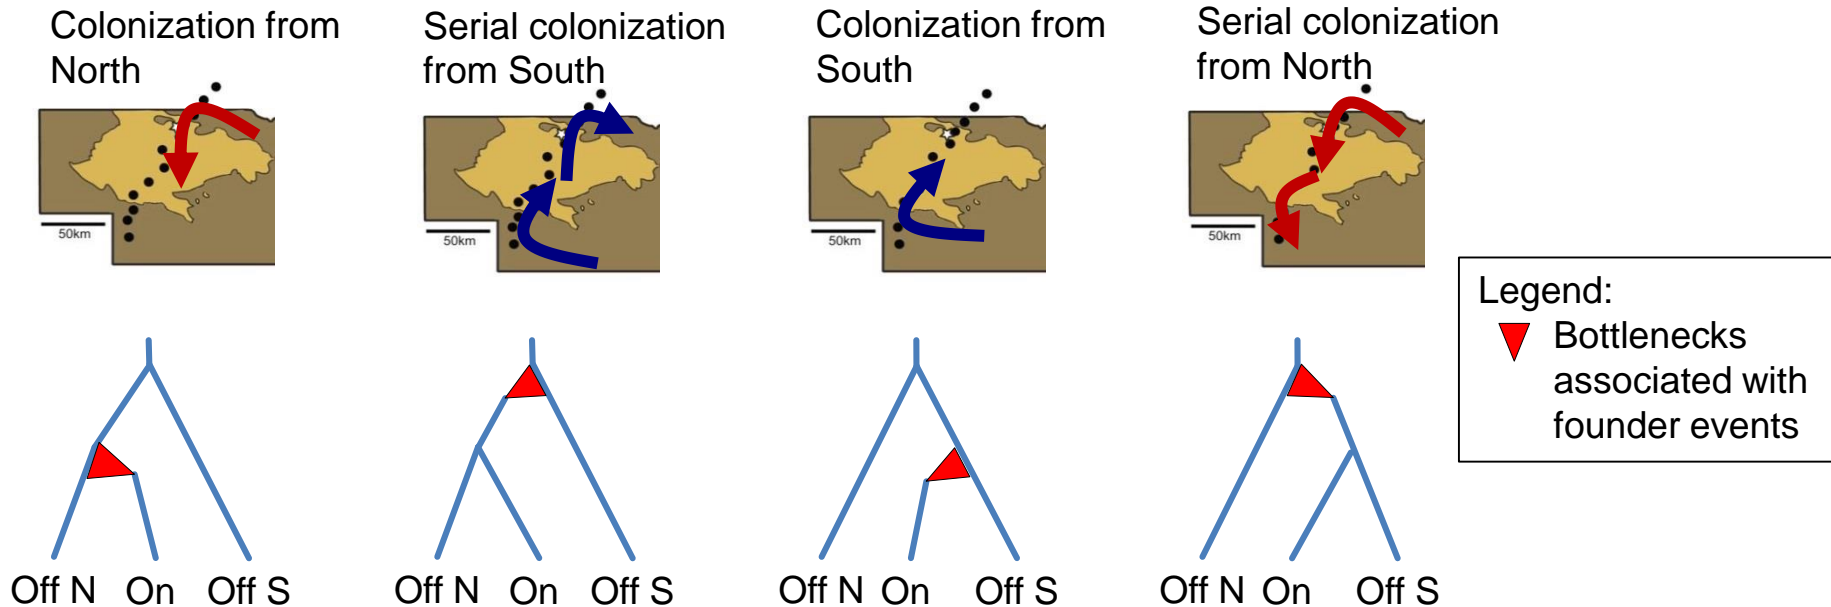 Colonization from
North
Serial colonization
from South
Colonization from
South
Serial colonization
from North
50km
50km
50km
50km
Legend:
Bottlenecks
associated with
founder events
Off N On Off S
Off N On Off S
Off N On Off S
Off N On Off S